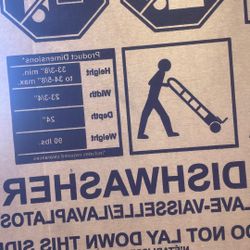 Product Dimensions*
Height 33-3/8" min. to 34-5/8" max.
Width 23-3/4"
Depth 24"
Weight 90 lbs.
DISHWASHER
LAVE-VAISSELLE/LAVAPLATOS
DO NOT LAY DOWN THIS SIDE